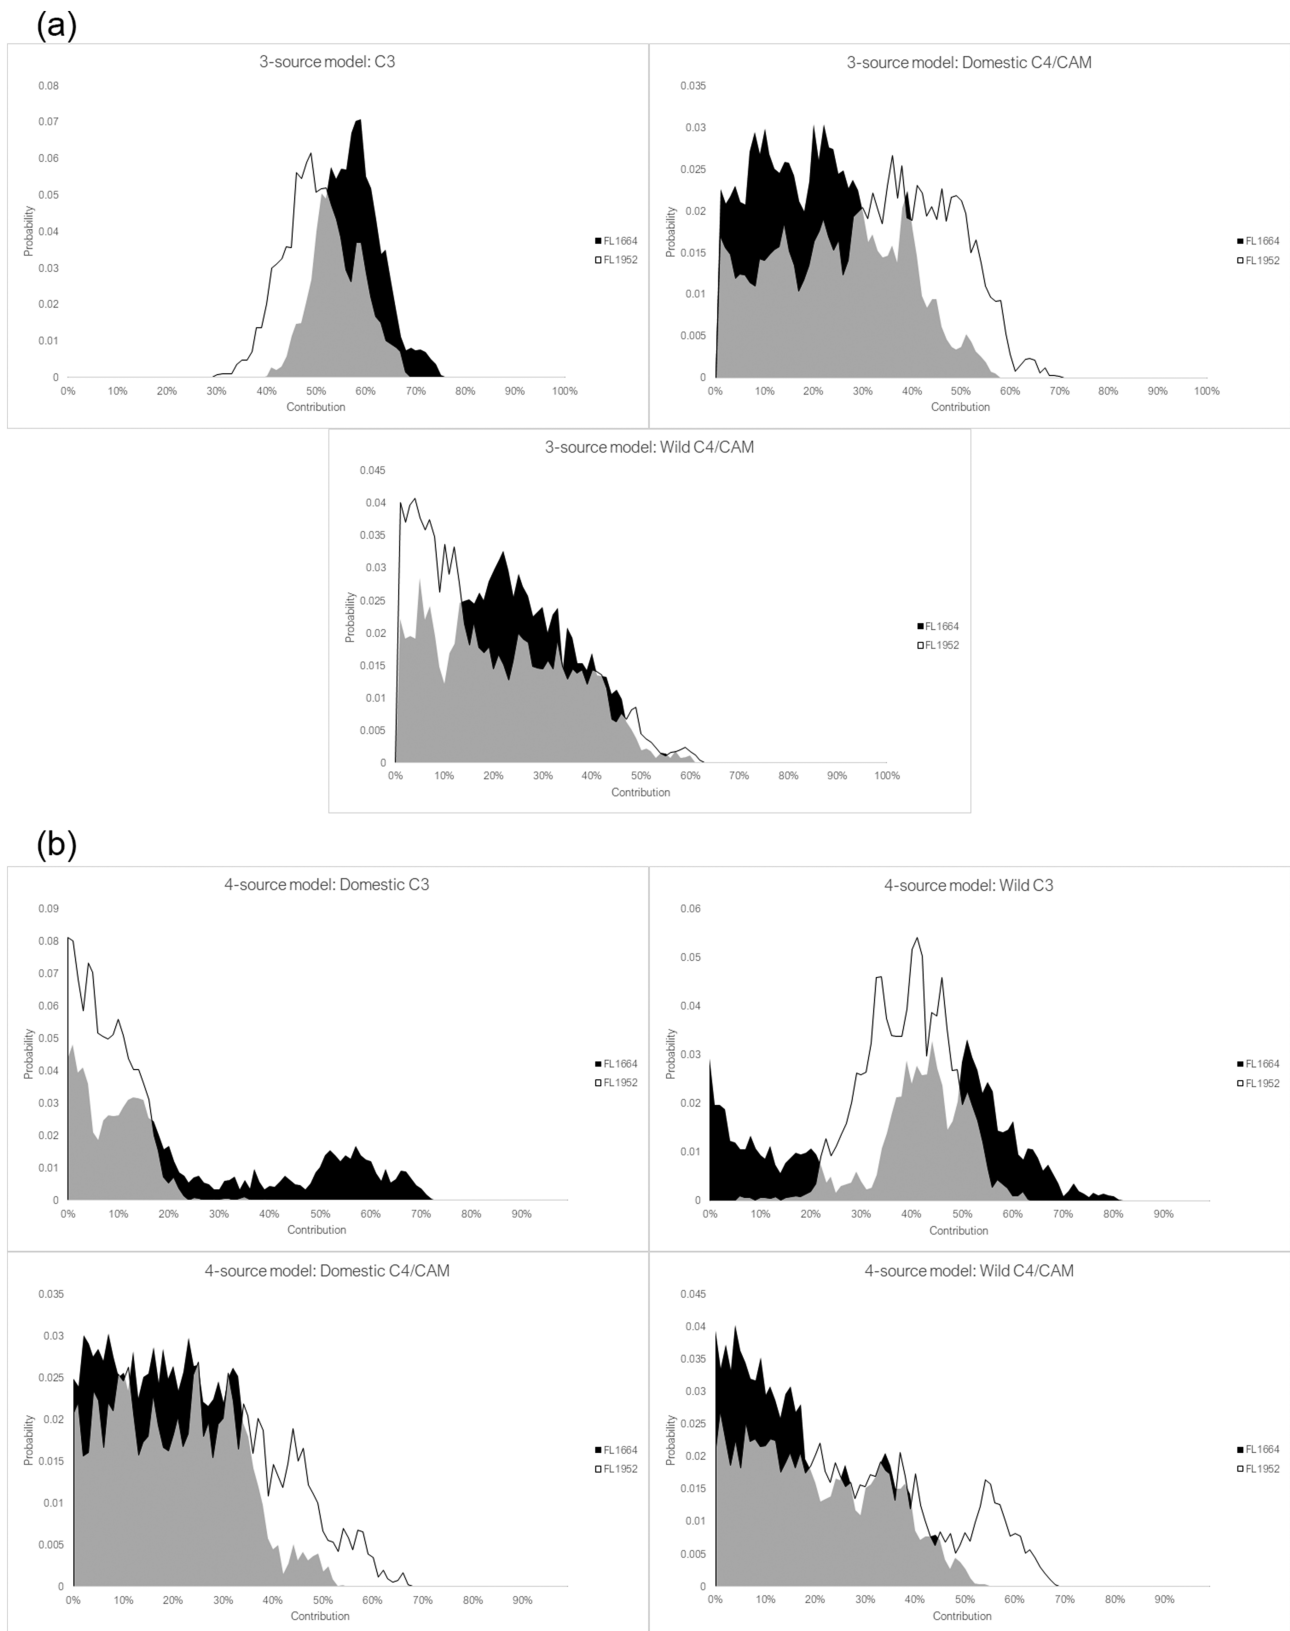 (a)
3-source model: C3
0.08
0.07
0.06
0.05
0.04
0.03
0.02
0.01
0
Probability
0% 10% 20% 30% 40% 50% 60% 70% 80% 90% 100%
Contribution
FL1664
FL1952
3-source model: Domestic C4/CAM
0.035
0.03
0.025
0.02
0.015
0.01
0.005
0
Probability
0% 10% 20% 30% 40% 50% 60% 70% 80% 90% 100%
Contribution
FL1664
FL1952
3-source model: Wild C4/CAM
0.045
0.04
0.035
0.03
0.025
0.02
0.015
0.01
0.005
0
Probability
0% 10% 20% 30% 40% 50% 60% 70% 80% 90% 100%
Contribution
FL1664
FL1952
(b)
4-source model: Domestic C3
0.09
0.08
0.07
0.06
0.05
0.04
0.03
0.02
0.01
0
Probability
0% 10% 20% 30% 40% 50% 60% 70% 80% 90%
Contribution
FL1664
FL1952
4-source model: Wild C3
0.06
0.05
0.04
0.03
0.02
0.01
0
Probability
0% 10% 20% 30% 40% 50% 60% 70% 80% 90%
Contribution
FL1664
FL1952
4-source model: Domestic C4/CAM
0.035
0.03
0.025
0.02
0.015
0.01
0.005
0
Probability
0% 10% 20% 30% 40% 50% 60% 70% 80% 90%
Contribution
FL1664
FL1952
4-source model: Wild C4/CAM
0.045
0.04
0.035
0.03
0.025
0.02
0.015
0.01
0.005
0
Probability
0% 10% 20% 30% 40% 50% 60% 70% 80% 90%
Contribution
FL1664
FL1952